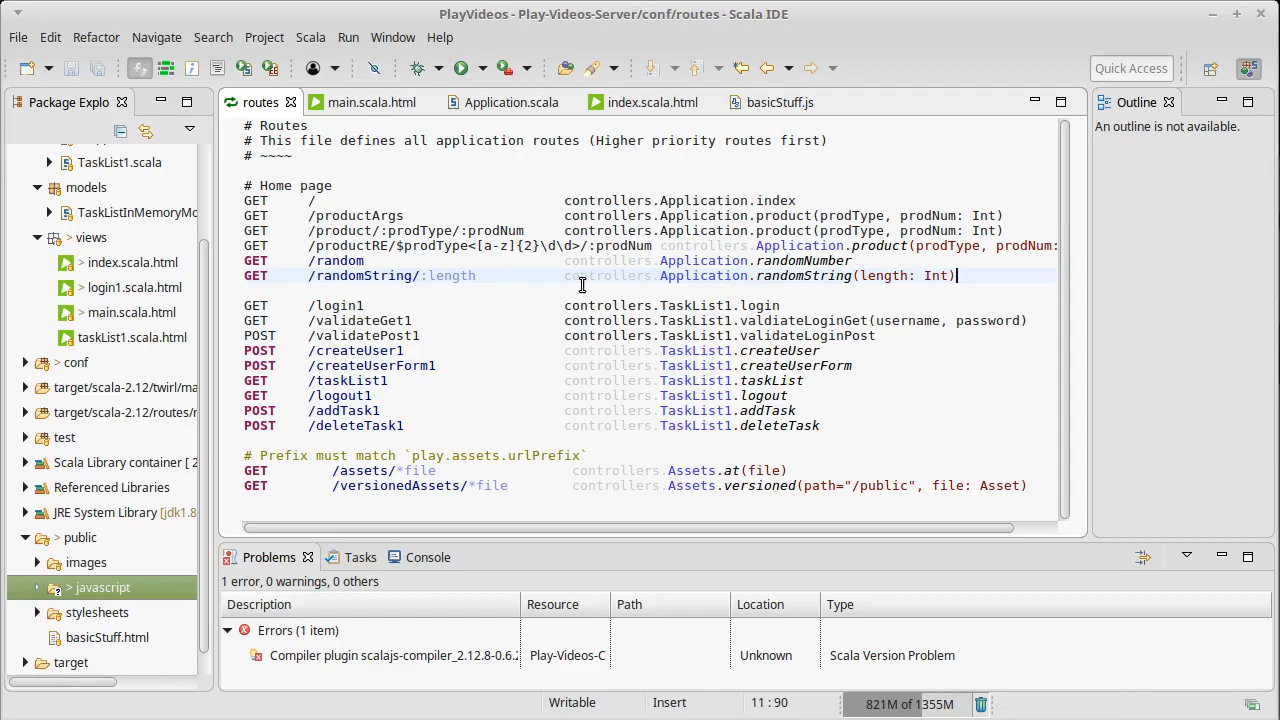 PlayVideos - Play-Videos-Server/conf/routes - Scala IDE
File Edit Refactor Navigate Search Project Scala Run Window Help
Quick Access
Package Explo
TaskList1.scala
models
TaskListInMemoryMo
> views
> index.scala.html
> login1.scala.html
> main.scala.html
taskList1.scala.html
> conf
target/scala-2.12/twirl/ma
target/scala-2.12/routes/r
test
Scala Library container [ 2
Referenced Libraries
JRE System Library [jdk1.8
> public
images
> javascript
stylesheets
basicStuff.html
target
routes main.scala.html Application.scala index.scala.html basicStuff.js
# Routes
# This file defines all application routes (Higher priority routes first)
# ~~~~
# Home page
GET / controllers.Application.index
GET /productArgs controllers.Application.product(prodType, prodNum: Int)
GET /product/:prodType/:prodNum controllers.Application.product(prodType, prodNum: Int)
GET /productRE/$prodType<[a-z]{2}\d\d>/:prodNum controllers.Application.product(prodType, prodNum:
GET /random controllers.Application.randomNumber
GET /randomString/:length controllers.Application.randomString(length: Int)
GET /login1 controllers.TaskList1.login
GET /validateGet1 controllers.TaskList1.valdiateLoginGet(username, password)
POST /validatePost1 controllers.TaskList1.validateLoginPost
POST /createUser1 controllers.TaskList1.createUser
POST /createUserForm1 controllers.TaskList1.createUserForm
GET /taskList1 controllers.TaskList1.taskList
GET /logout1 controllers.TaskList1.logout
POST /addTask1 controllers.TaskList1.addTask
POST /deleteTask1 controllers.TaskList1.deleteTask
# Prefix must match `play.assets.urlPrefix`
GET /assets/*file controllers.Assets.at(file)
GET /versionedAssets/*file controllers.Assets.versioned(path="/public", file: Asset)
Outline
An outline is not available.
Problems Tasks Console
1 error, 0 warnings, 0 others
Description Resource Path Location Type
Errors (1 item)
Compiler plugin scalajs-compiler_2.12.8-0.6.2 Play-Videos-C Unknown Scala Version Problem
Writable Insert 11 : 90 821M of 1355M